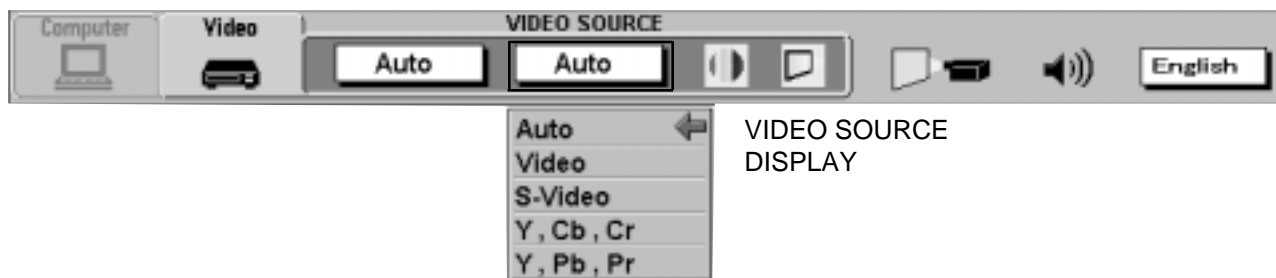 Computer
Video
VIDEO SOURCE
Auto
Auto
English
Auto
Video
S-Video
Y , Cb , Cr
Y , Pb , Pr
VIDEO SOURCE
DISPLAY